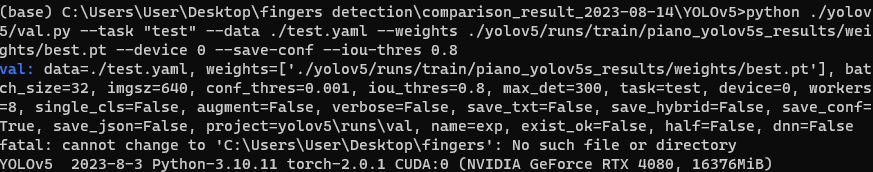 (base) C:\Users\User\Desktop\fingers detection\comparison_result_2023-08-14\YOLOv5>python ./yolov
5/val.py --task "test" --data ./test.yaml --weights ./yolov5/runs/train/piano_yolov5s_results/wei
ghts/best.pt --device 0 --save-conf --iou-thres 0.8
val: data=./test.yaml, weights=['./yolov5/runs/train/piano_yolov5s_results/weights/best.pt'], bat
ch_size=32, imgsz=640, conf_thres=0.001, iou_thres=0.8, max_det=300, task=test, device=0, workers
=8, single_cls=False, augment=False, verbose=False, save_txt=False, save_hybrid=False, save_conf=
True, save_json=False, project=yolov5\runs\val, name=exp, exist_ok=False, half=False, dnn=False
fatal: cannot change to 'C:\Users\User\Desktop\fingers': No such file or directory
YOLOv5  2023-8-3 Python-3.10.11 torch-2.0.1 CUDA:0 (NVIDIA GeForce RTX 4080, 16376MiB)